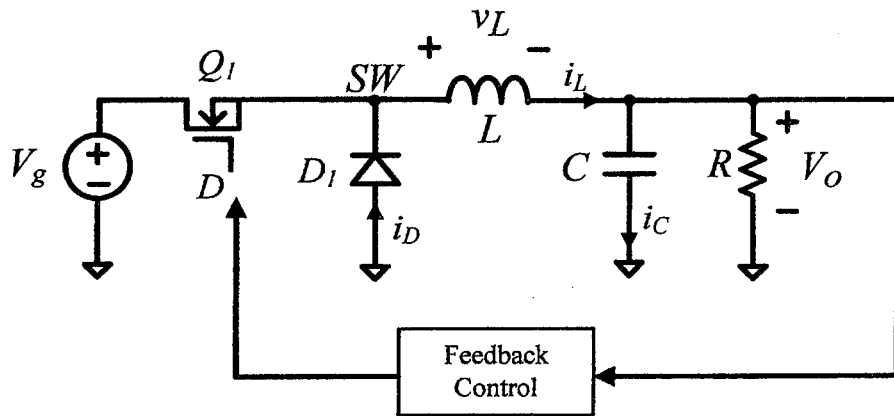 v_L
+ −
Q_1
SW
i_L
L
V_g
+
−
D
D_1
i_D
C
i_C
R
+
V_o
−
Feedback
Control